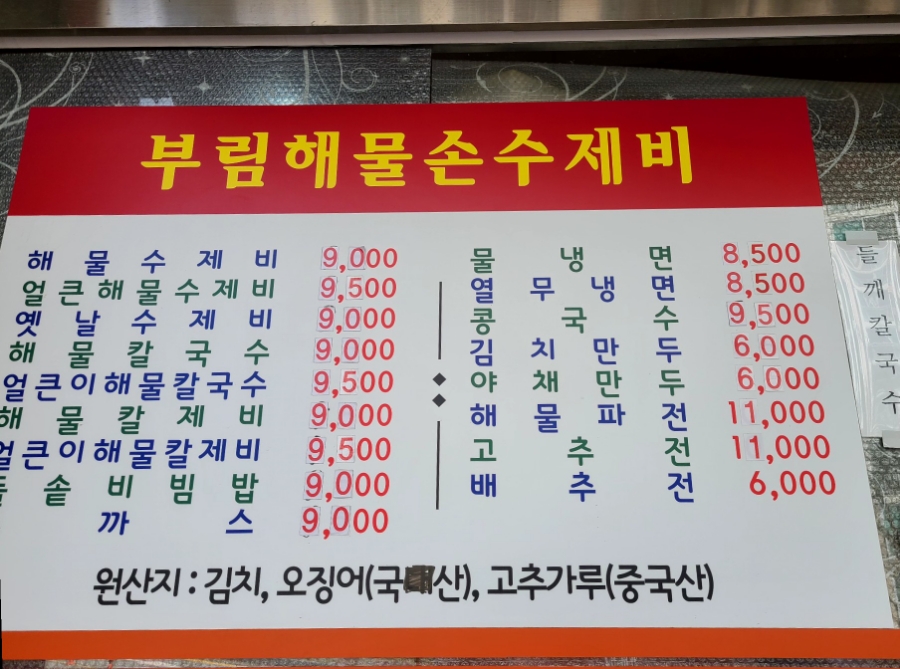 부림해물손수제비
해물수제비 9,000
얼큰해물수제비 9,500
옛날수제비 9,000
해물칼국수 9,000
얼큰이해물칼국수 9,500
해물칼제비 9,000
얼큰이해물칼제비 9,500
솥비빔밥 9,000
까스 9,000
물냉면 8,500
열무냉면 8,500
콩국수 9,500
김치만두 6,000
야채만두 6,000
해물파전 11,000
고추전 11,000
배추전 6,000
원산지 : 김치, 오징어(국산), 고추가루(중국산)
들깨칼국수